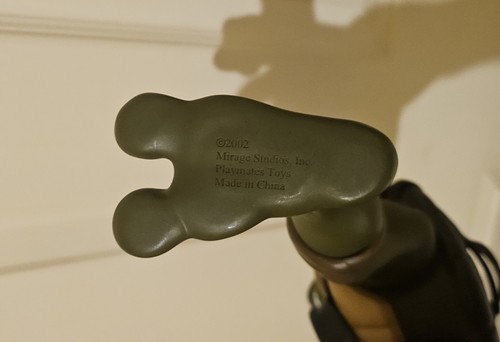 ©2002
Mirage Studios, Inc.
Playmates Toys
Made in China